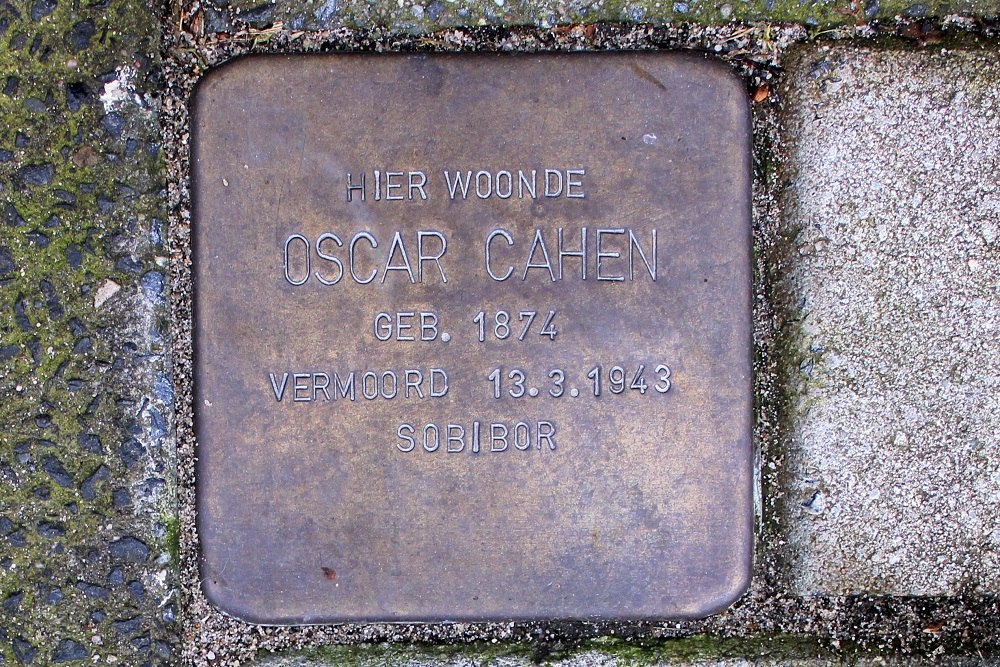 HIER WOONDE
OSCAR CAHEN
GEB. 1874
VERMOORD 13.3.1943
SOBIBOR